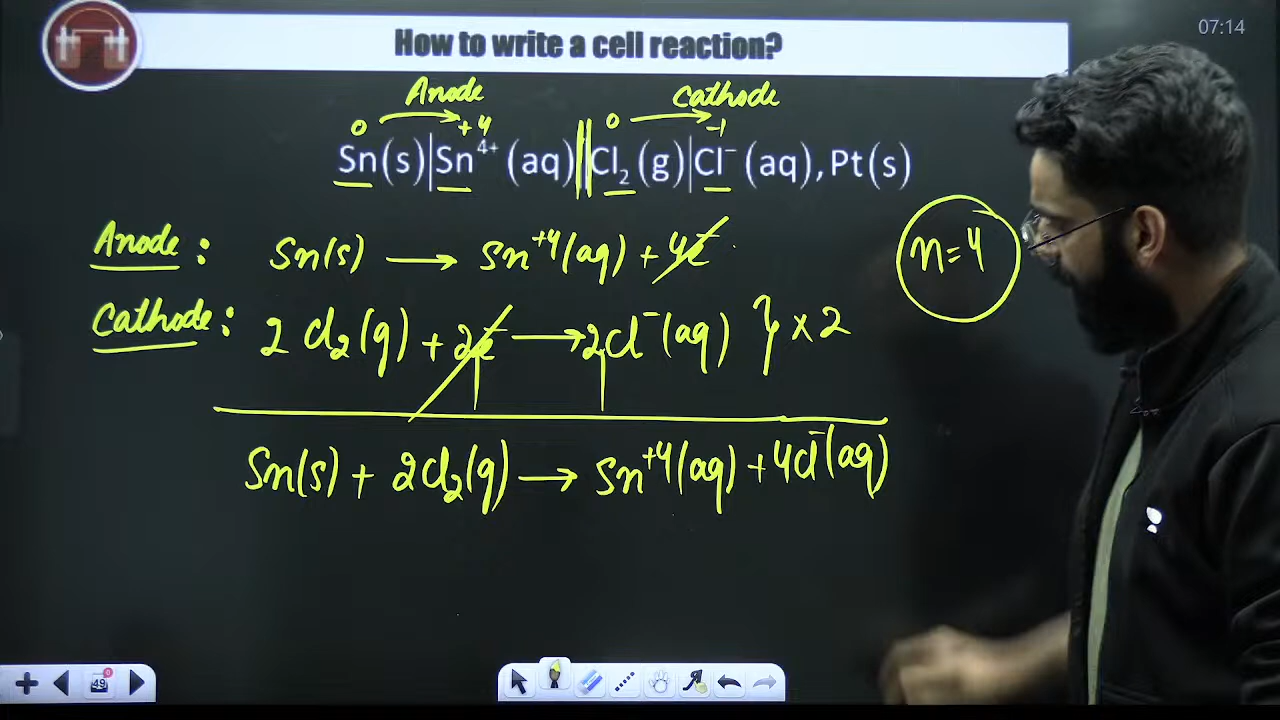 07:14
How to write a cell reaction?
Anode Cathode
0 +4 0 -1
Sn(s)|Sn⁴⁺(aq)||Cl₂(g)|Cl⁻(aq),Pt(s)
Anode : Sn(s) → Sn⁺⁴(aq) + 4e⁻
n=4
Cathode : 2 Cl₂(g) + 2e⁻ → 2Cl⁻(aq) } x 2
Sn(s) + 2Cl₂(g) → Sn⁺⁴(aq) + 4Cl⁻(aq)
49